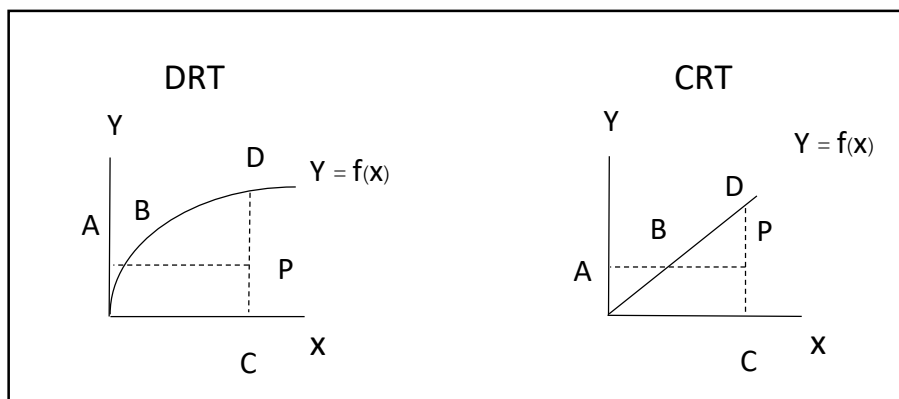 DRT
Y
D
Y = f(x)
B
A
P
X
C
CRT
Y
Y = f(x)
D
B
P
A
X
C